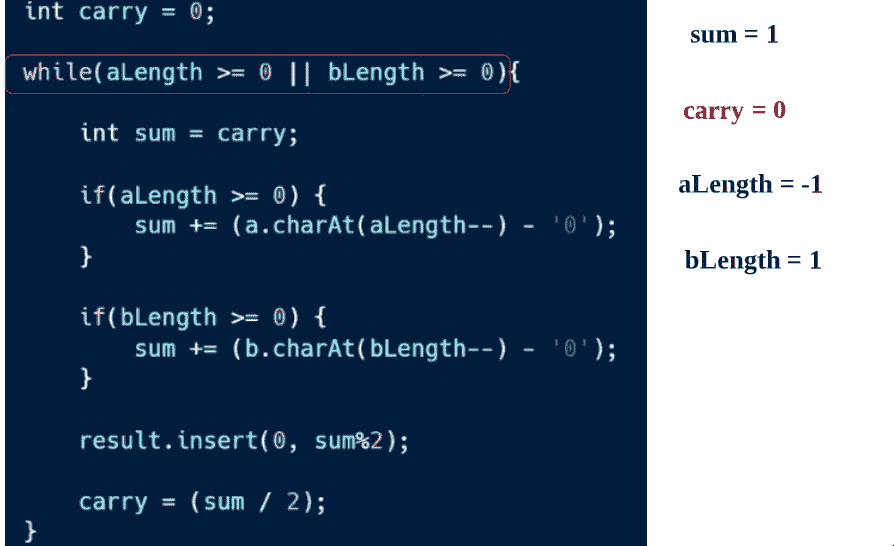 int carry = 0;
while(aLength >= 0 || bLength >= 0){
int sum = carry;
if(aLength >= 0) {
sum += (a.charAt(aLength--) - '0');
}
if(bLength >= 0) {
sum += (b.charAt(bLength--) - '0');
}
result.insert(0, sum%2);
carry = (sum / 2);
}
sum = 1
carry = 0
aLength = -1
bLength = 1